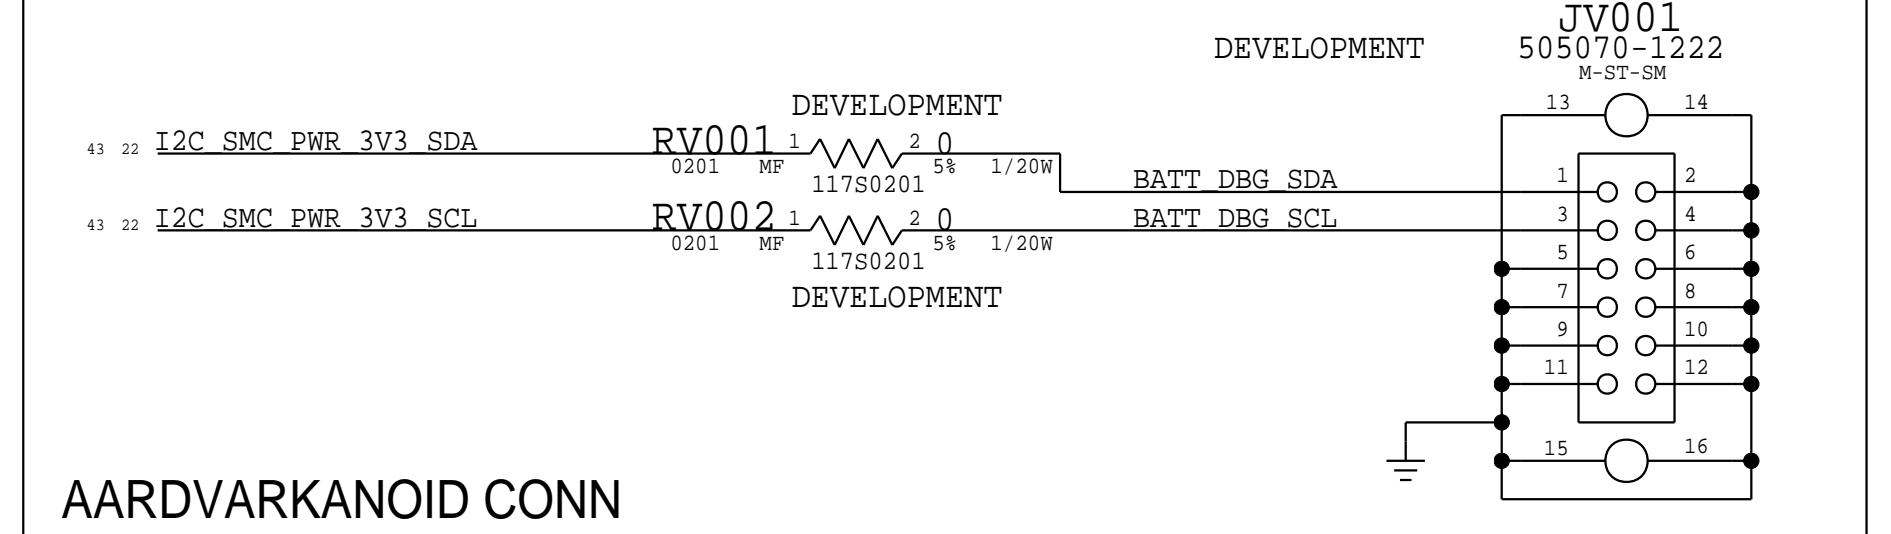 JV001
DEVELOPMENT 505070-1222
M-ST-SM
13 14
DEVELOPMENT
43 22 I2C_SMC_PWR_3V3_SDA RV001 1 2 0
0201 MF 5% 1/20W
117S0201
BATT_DBG_SDA 1 2
43 22 I2C_SMC_PWR_3V3_SCL RV002 1 2 0 BATT_DBG_SCL 3 4
0201 MF 5% 1/20W
117S0201
5 6
DEVELOPMENT 7 8
9 10
11 12
15 16
AARDVARKANOID CONN